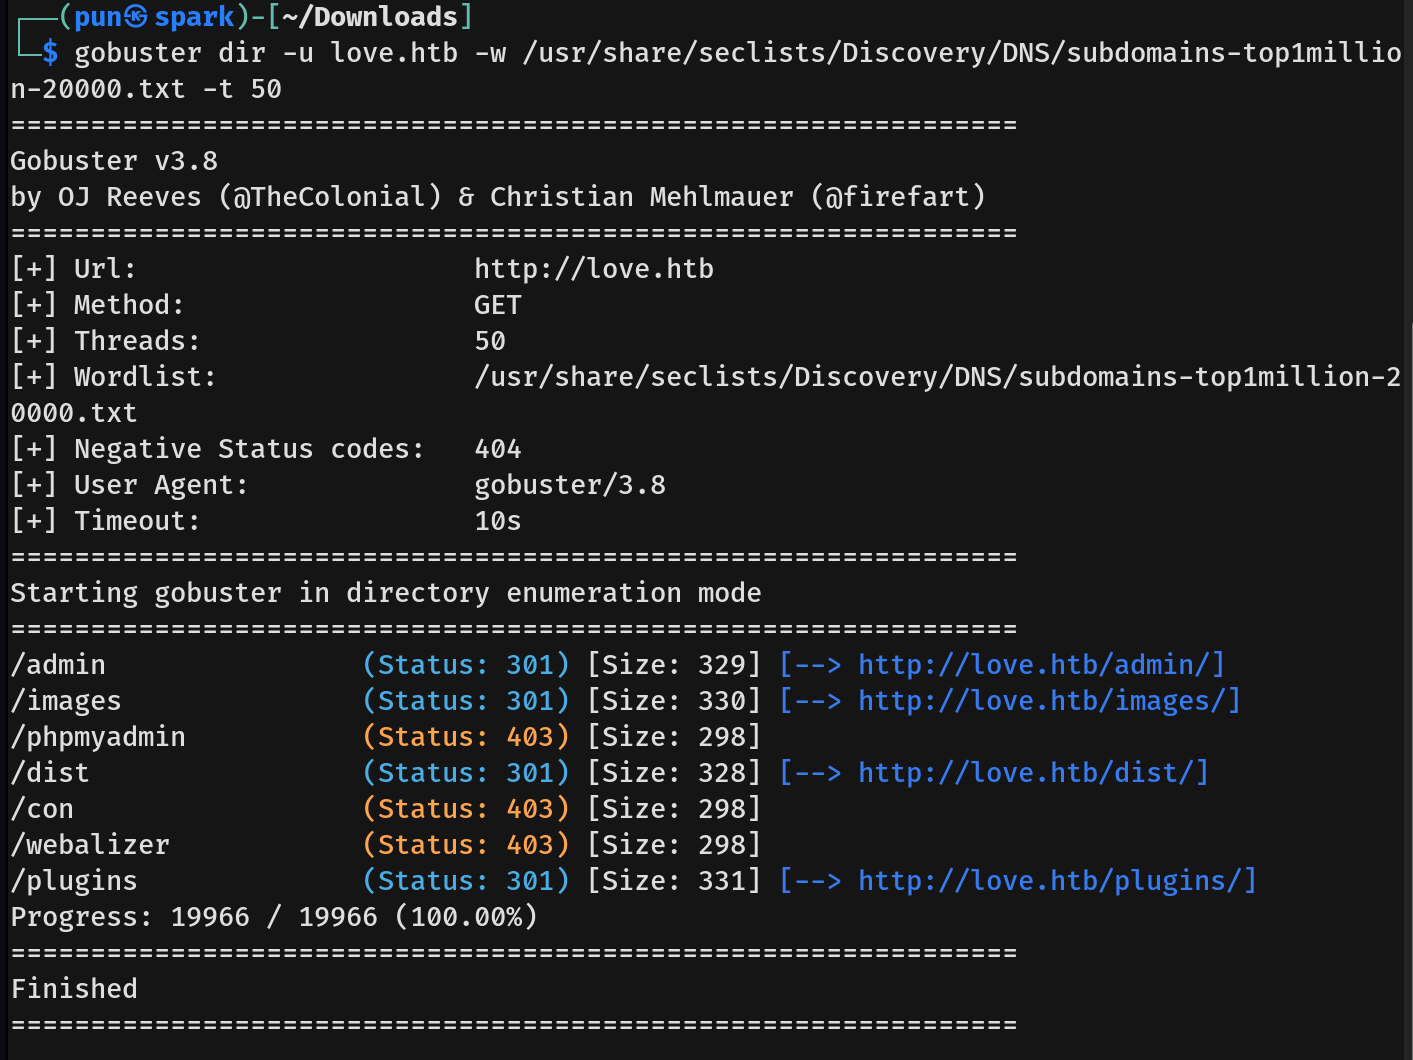 ┌──(pun㉿spark)-[~/Downloads]
└─$ gobuster dir -u love.htb -w /usr/share/seclists/Discovery/DNS/subdomains-top1millio
n-20000.txt -t 50
===============================================================
Gobuster v3.8
by OJ Reeves (@TheColonial) & Christian Mehlmauer (@firefart)
===============================================================
[+] Url:                     http://love.htb
[+] Method:                  GET
[+] Threads:                 50
[+] Wordlist:                /usr/share/seclists/Discovery/DNS/subdomains-top1million-2
0000.txt
[+] Negative Status codes:   404
[+] User Agent:              gobuster/3.8
[+] Timeout:                 10s
===============================================================
Starting gobuster in directory enumeration mode
===============================================================
/admin                (Status: 301) [Size: 329] [--> http://love.htb/admin/]
/images               (Status: 301) [Size: 330] [--> http://love.htb/images/]
/phpmyadmin           (Status: 403) [Size: 298]
/dist                 (Status: 301) [Size: 328] [--> http://love.htb/dist/]
/con                  (Status: 403) [Size: 298]
/webalizer            (Status: 403) [Size: 298]
/plugins              (Status: 301) [Size: 331] [--> http://love.htb/plugins/]
Progress: 19966 / 19966 (100.00%)
===============================================================
Finished
===============================================================